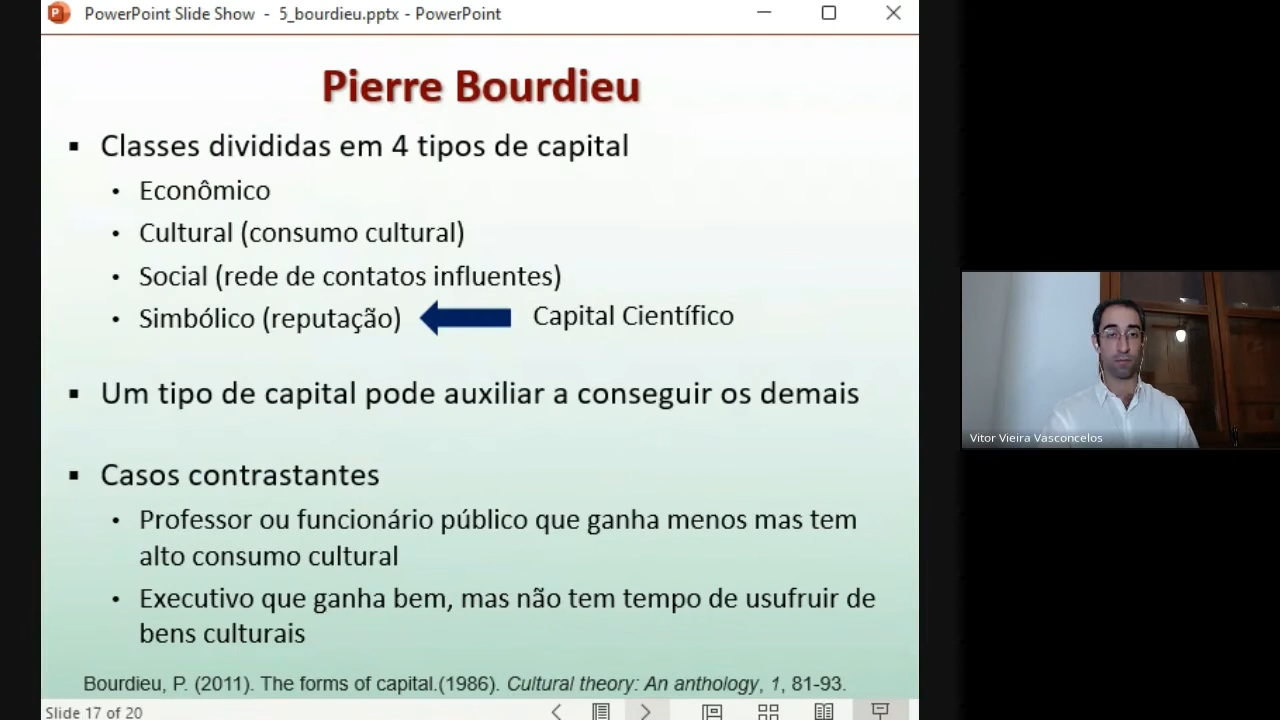 PowerPoint Slide Show - 5_bourdieu.pptx - PowerPoint
Pierre Bourdieu
▪ Classes divididas em 4 tipos de capital
• Econômico
• Cultural (consumo cultural)
• Social (rede de contatos influentes)
• Simbólico (reputação) Capital Científico
▪ Um tipo de capital pode auxiliar a conseguir os demais
▪ Casos contrastantes
• Professor ou funcionário público que ganha menos mas tem
alto consumo cultural
• Executivo que ganha bem, mas não tem tempo de usufruir de
bens culturais
Bourdieu, P. (2011). The forms of capital.(1986). Cultural theory: An anthology, 1, 81-93.
Slide 17 of 20
Vitor Vieira Vasconcelos